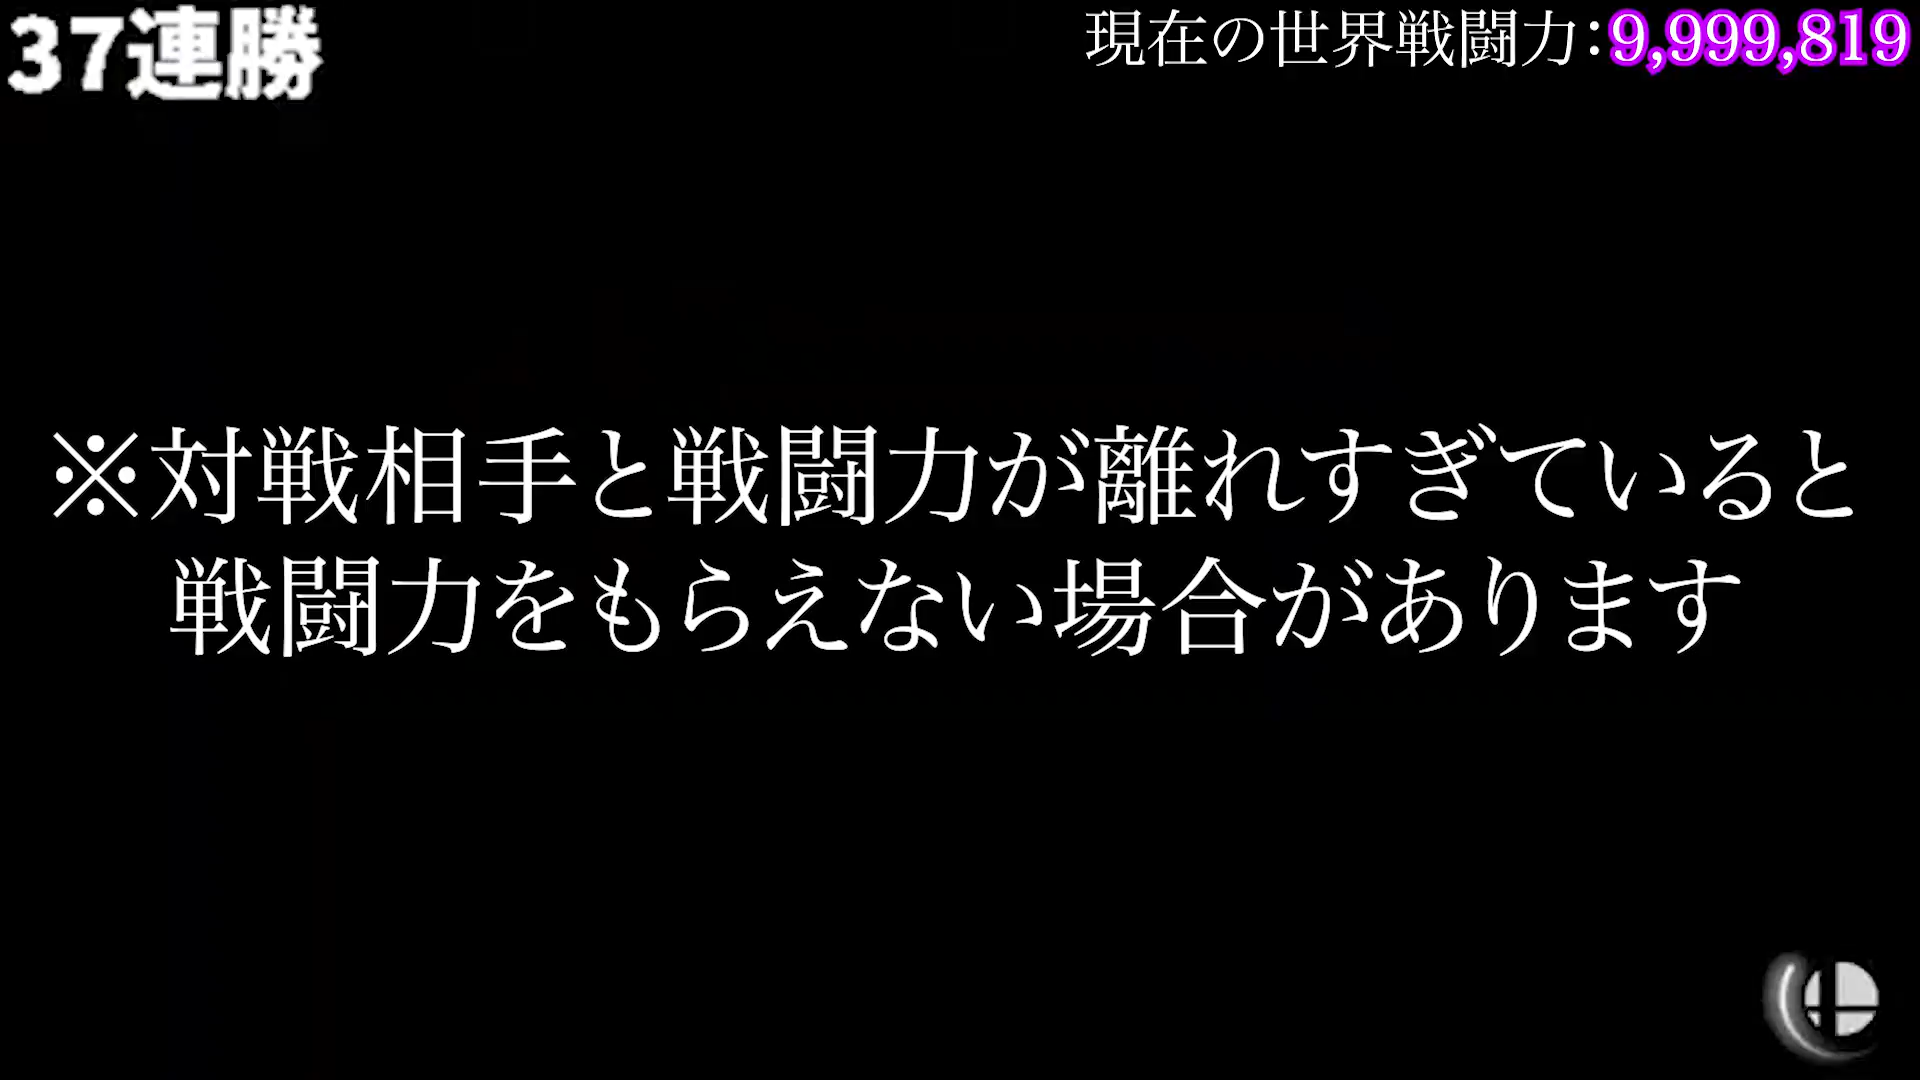 37連勝
現在の世界戦闘力:9,999,819
※対戦相手と戦闘力が離れすぎていると
戦闘力をもらえない場合があります